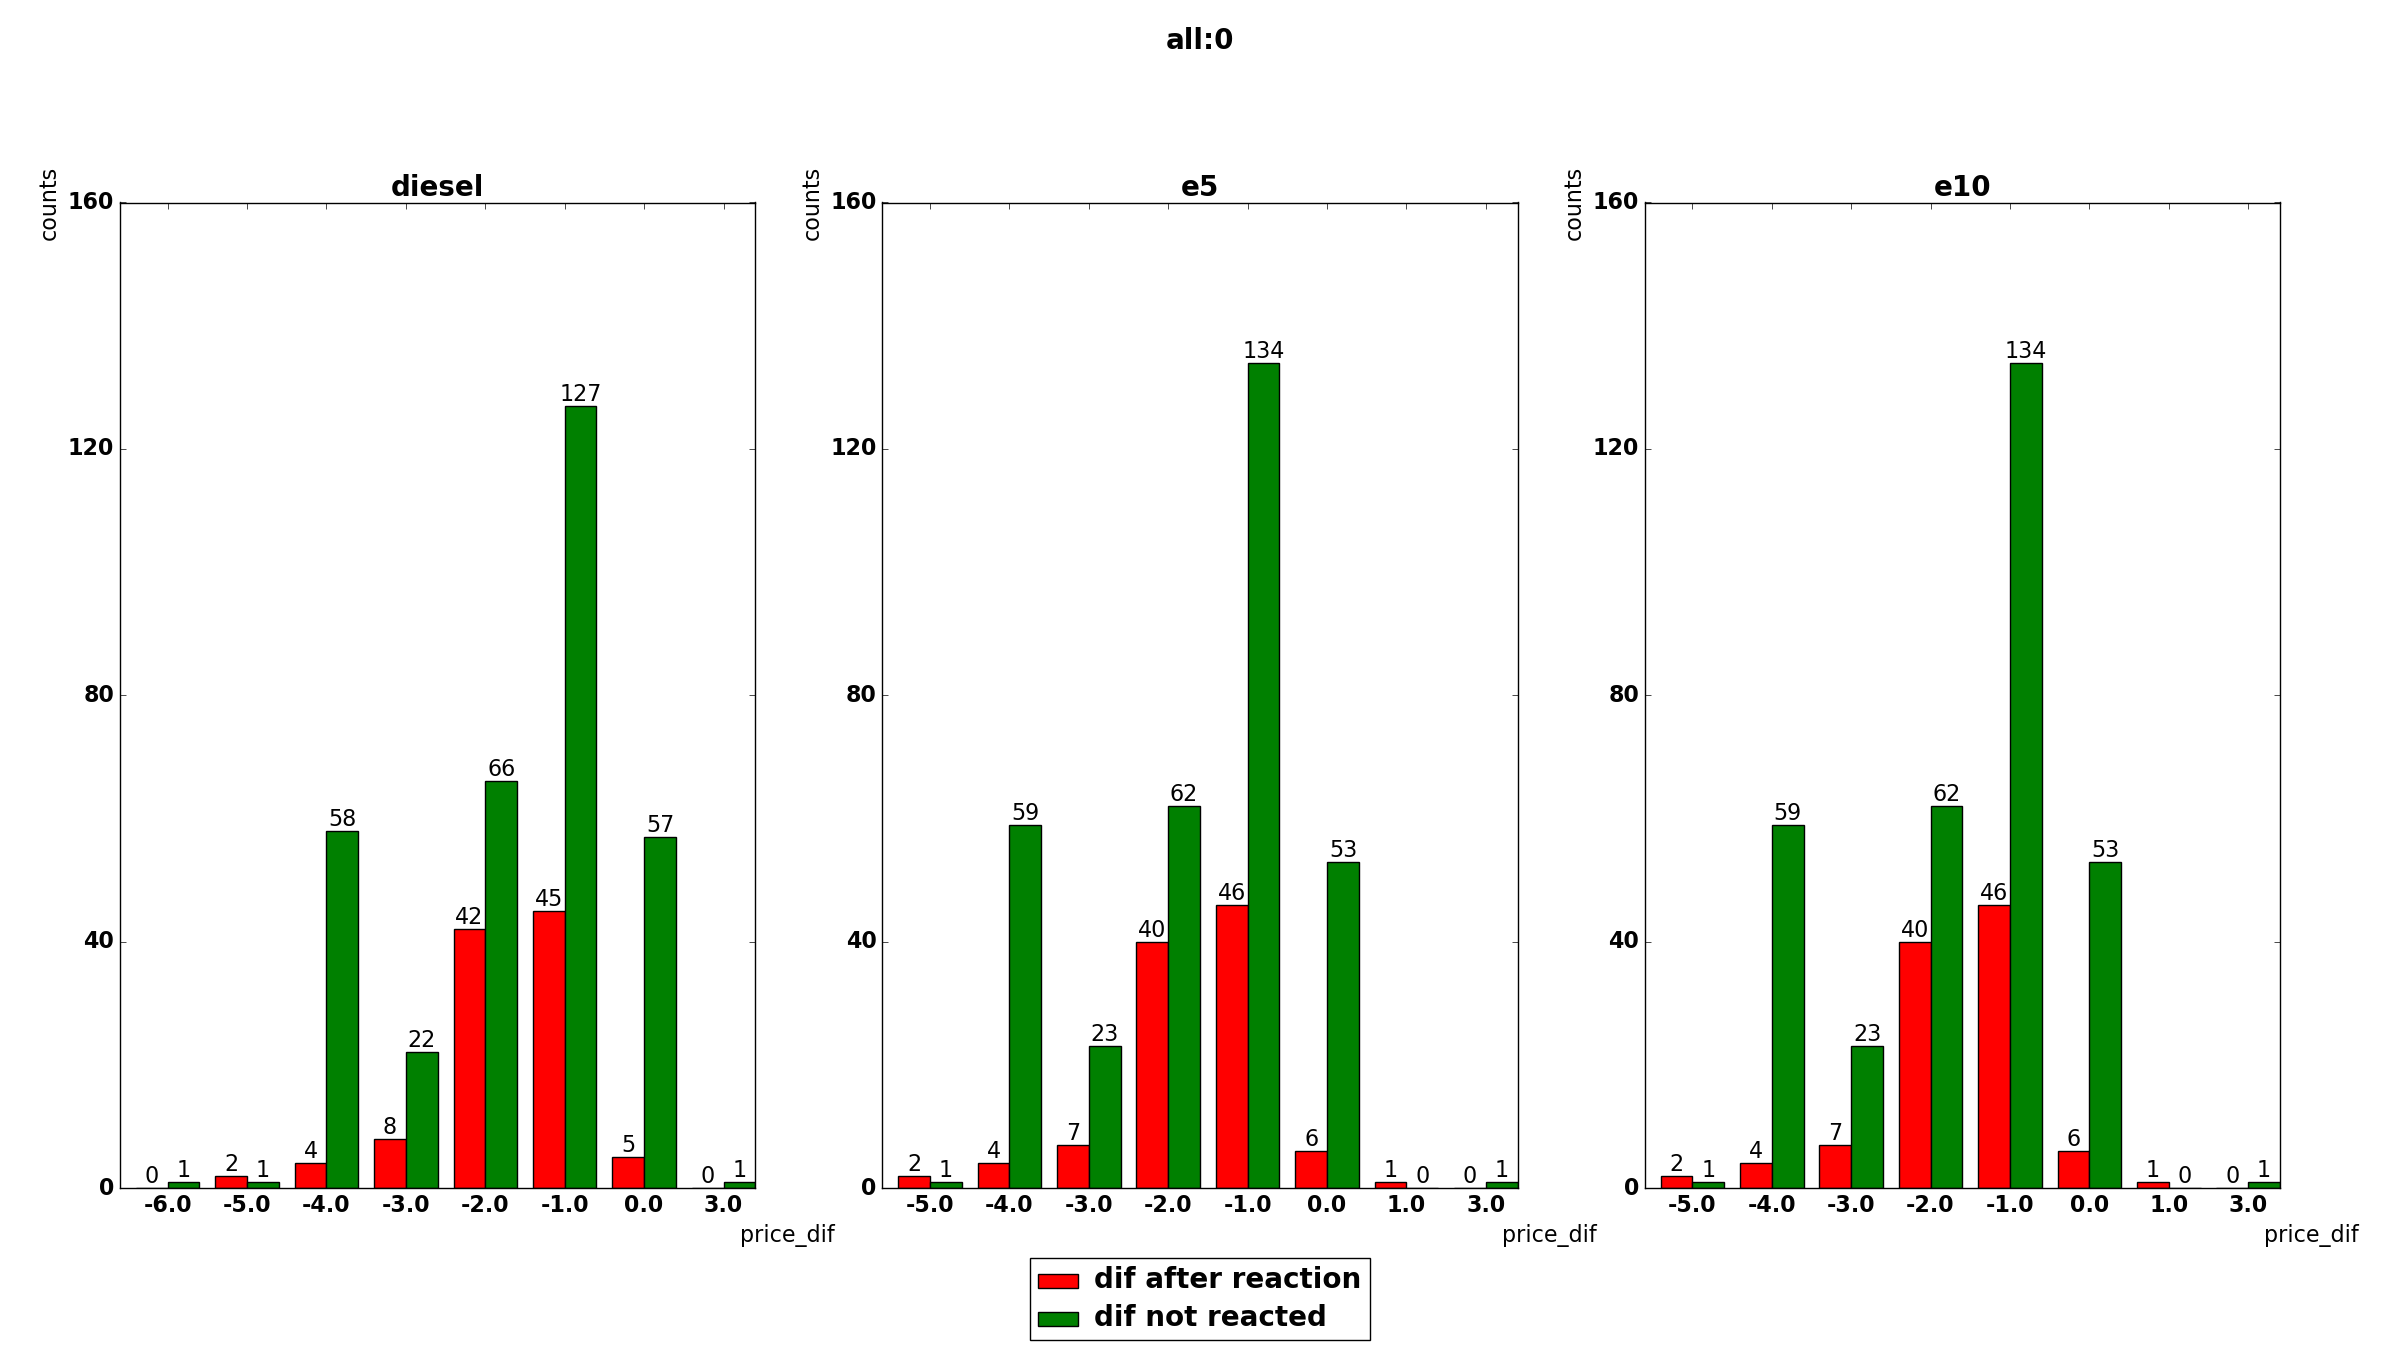 all:0
diesel
counts
160
120
80
40
0
0 1 2 1 4 58 8 22 42 66 45 127 5 57 0 1
-6.0 -5.0 -4.0 -3.0 -2.0 -1.0 0.0 3.0
price_dif
e5
counts
160
120
80
40
0
2 1 4 59 7 23 40 62 46 134 6 53 1 0 0 1
-5.0 -4.0 -3.0 -2.0 -1.0 0.0 1.0 3.0
price_dif
e10
counts
160
120
80
40
0
2 1 4 59 7 23 40 62 46 134 6 53 1 0 0 1
-5.0 -4.0 -3.0 -2.0 -1.0 0.0 1.0 3.0
price_dif
dif after reaction
dif not reacted